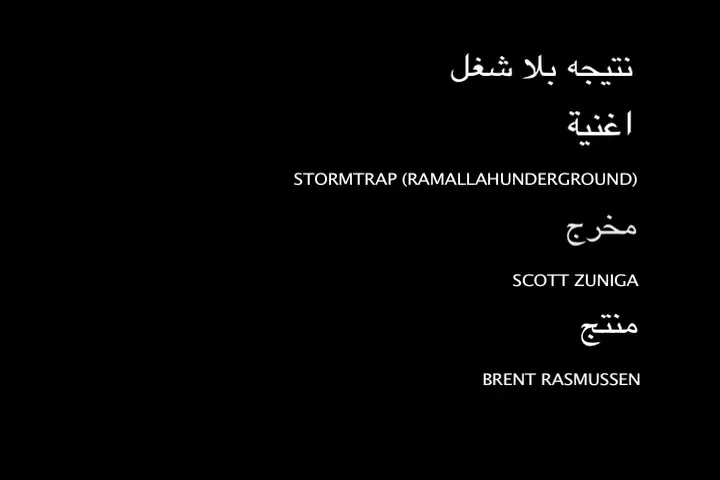 نتيجه بلا شغل
اغنية
STORMTRAP (RAMALLAHUNDERGROUND)
مخرج
SCOTT ZUNIGA
منتج
BRENT RASMUSSEN